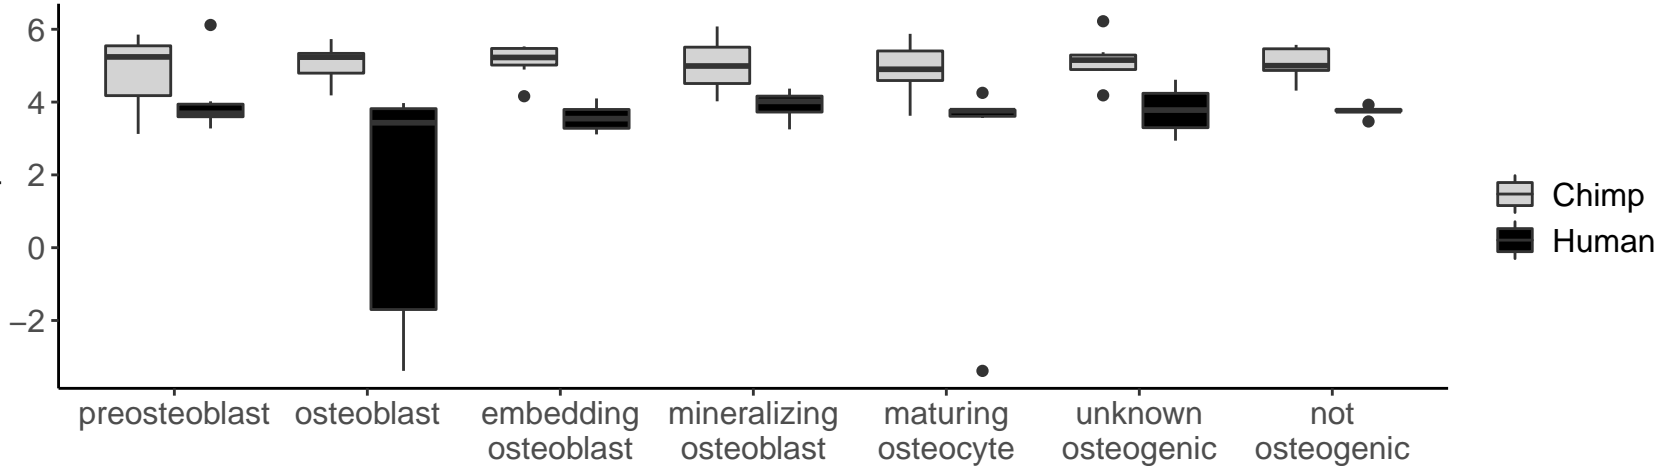 6
4
2
0
−2
preosteoblast
osteoblast
embedding
osteoblast
mineralizing
osteoblast
maturing
osteocyte
unknown
osteogenic
not
osteogenic
Chimp
Human